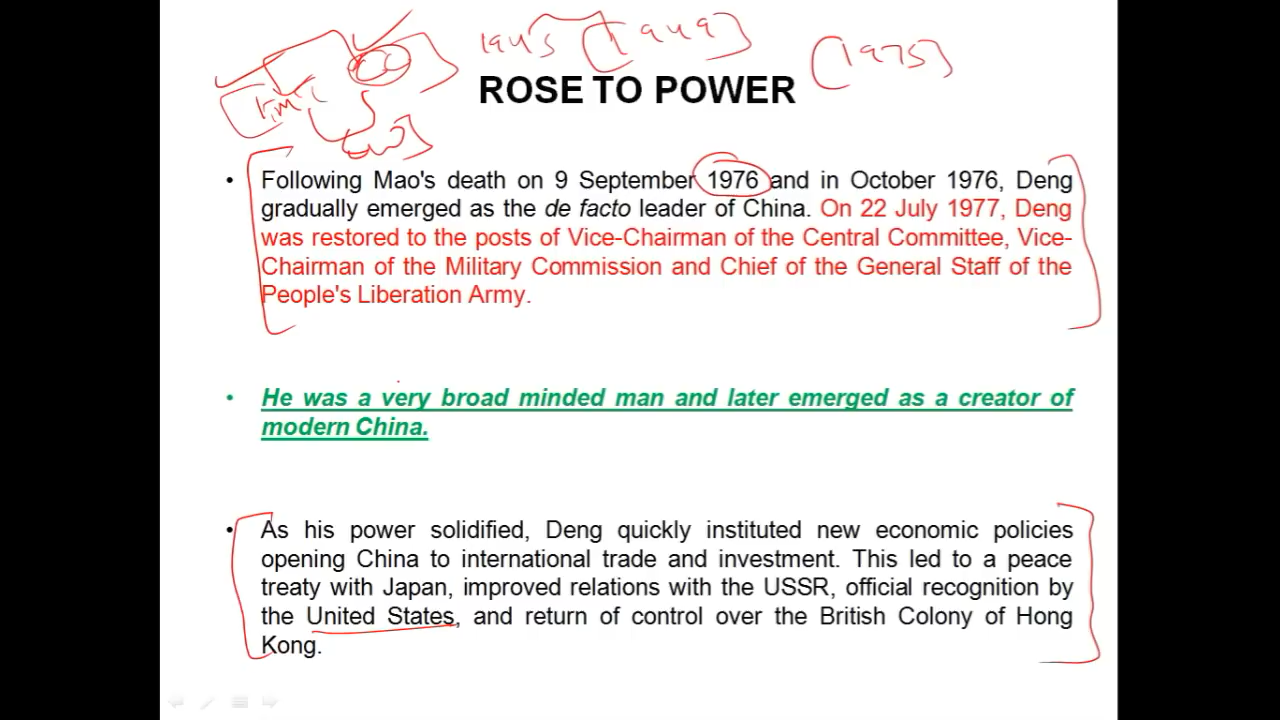 1945 [1949]
[1975]
KMT
ROSE TO POWER
• Following Mao's death on 9 September 1976 and in October 1976, Deng
gradually emerged as the de facto leader of China. On 22 July 1977, Deng
was restored to the posts of Vice-Chairman of the Central Committee, Vice-
Chairman of the Military Commission and Chief of the General Staff of the
People's Liberation Army.
• He was a very broad minded man and later emerged as a creator of
modern China.
• As his power solidified, Deng quickly instituted new economic policies
opening China to international trade and investment. This led to a peace
treaty with Japan, improved relations with the USSR, official recognition by
the United States, and return of control over the British Colony of Hong
Kong.